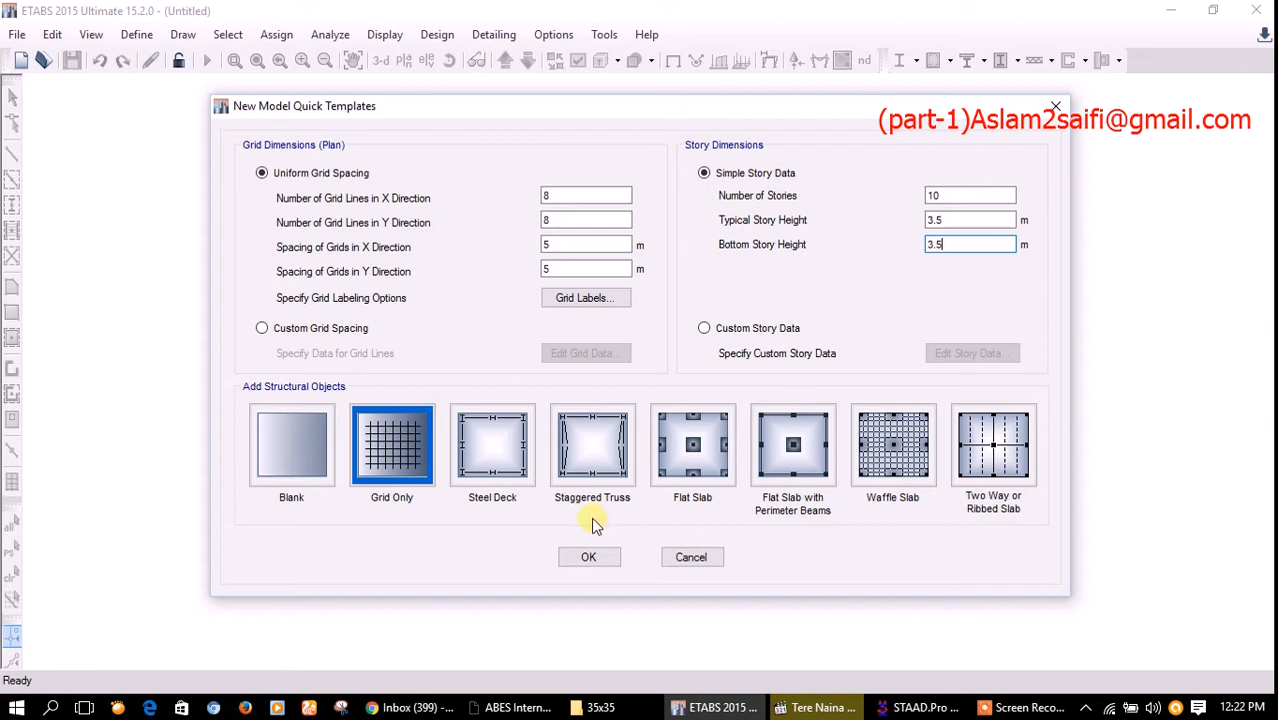 ETABS 2015 Ultimate 15.2.0 - (Untitled)
File Edit View Define Draw Select Assign Analyze Display Design Detailing Options Tools Help
3-d nd
New Model Quick Templates
(part-1)Aslam2saifi@gmail.com
Grid Dimensions (Plan)
Uniform Grid Spacing
Number of Grid Lines in X Direction 8
Number of Grid Lines in Y Direction 8
Spacing of Grids in X Direction 5 m
Spacing of Grids in Y Direction 5 m
Specify Grid Labeling Options Grid Labels...
Custom Grid Spacing
Specify Data for Grid Lines Edit Grid Data...
Story Dimensions
Simple Story Data
Number of Stories 10
Typical Story Height 3.5 m
Bottom Story Height 3.5 m
Custom Story Data
Specify Custom Story Data Edit Story Data...
Add Structural Objects
Blank
Grid Only
Steel Deck
Staggered Truss
Flat Slab
Flat Slab with
Perimeter Beams
Waffle Slab
Two Way or
Ribbed Slab
OK Cancel
all
ps
clr
Ready
Inbox (399) - ... ABES Intern... 35x35 ETABS 2015 ... Tere Naina ... STAAD.Pro ... Screen Reco... 12:22 PM